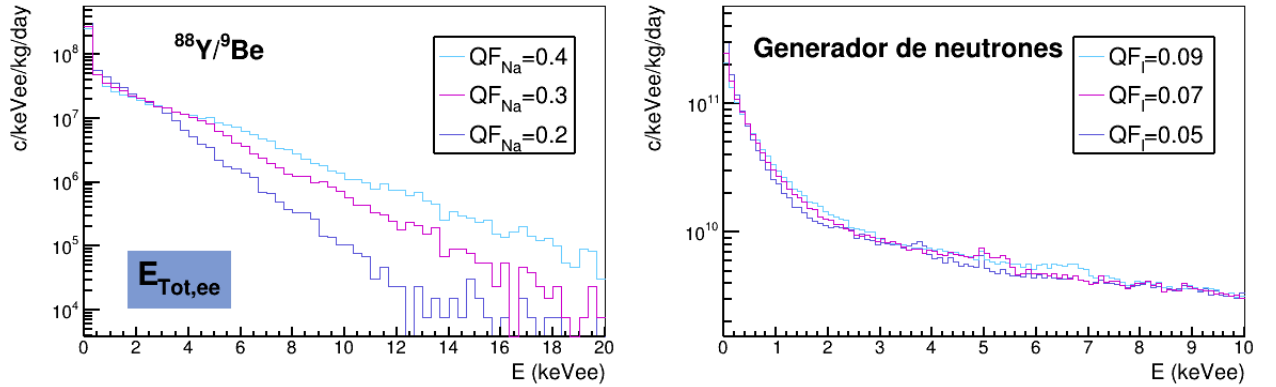 c/keVee/kg/day
10⁸
10⁷
10⁶
10⁵
10⁴
⁸⁸Y/⁹Be
QF_Na=0.4
QF_Na=0.3
QF_Na=0.2
E_Tot,ee
0 2 4 6 8 10 12 14 16 18 20
E (keVee)
c/keVee/kg/day
10¹¹
10¹⁰
Generador de neutrones
QF_I=0.09
QF_I=0.07
QF_I=0.05
0 1 2 3 4 5 6 7 8 9 10
E (keVee)